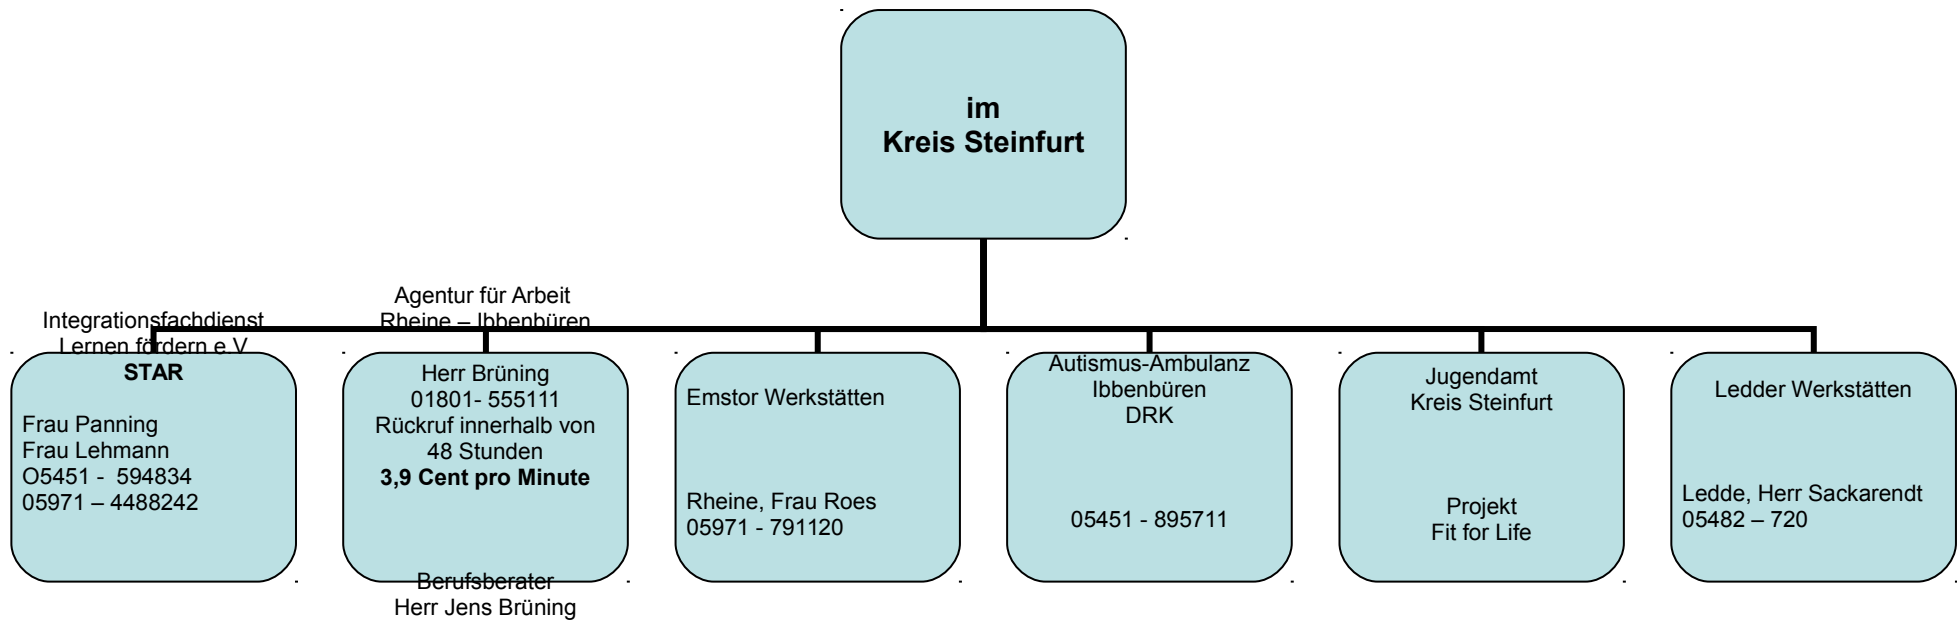 im
Kreis Steinfurt
Integrationsfachdienst
Lernen fördern e.V
STAR
Frau Panning
Frau Lehmann
O5451 -  594834
05971 – 4488242
Agentur für Arbeit
Rheine – Ibbenbüren
Herr Brüning
01801- 555111
Rückruf innerhalb von
48 Stunden
3,9 Cent pro Minute
Berufsberater
Herr Jens Brüning
Emstor Werkstätten
Rheine, Frau Roes
05971 - 791120
Autismus-Ambulanz
Ibbenbüren
DRK
05451 - 895711
Jugendamt
Kreis Steinfurt
Projekt
Fit for Life
Ledder Werkstätten
Ledde, Herr Sackarendt
05482 – 720